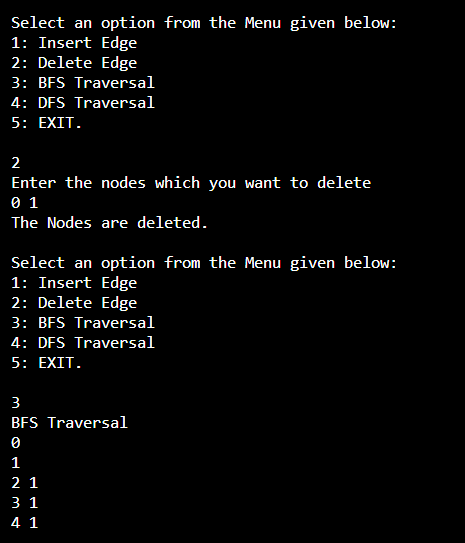 Select an option from the Menu given below:
1: Insert Edge
2: Delete Edge
3: BFS Traversal
4: DFS Traversal
5: EXIT.
2
Enter the nodes which you want to delete
0 1
The Nodes are deleted.
Select an option from the Menu given below:
1: Insert Edge
2: Delete Edge
3: BFS Traversal
4: DFS Traversal
5: EXIT.
3
BFS Traversal
0
1
2 1
3 1
4 1